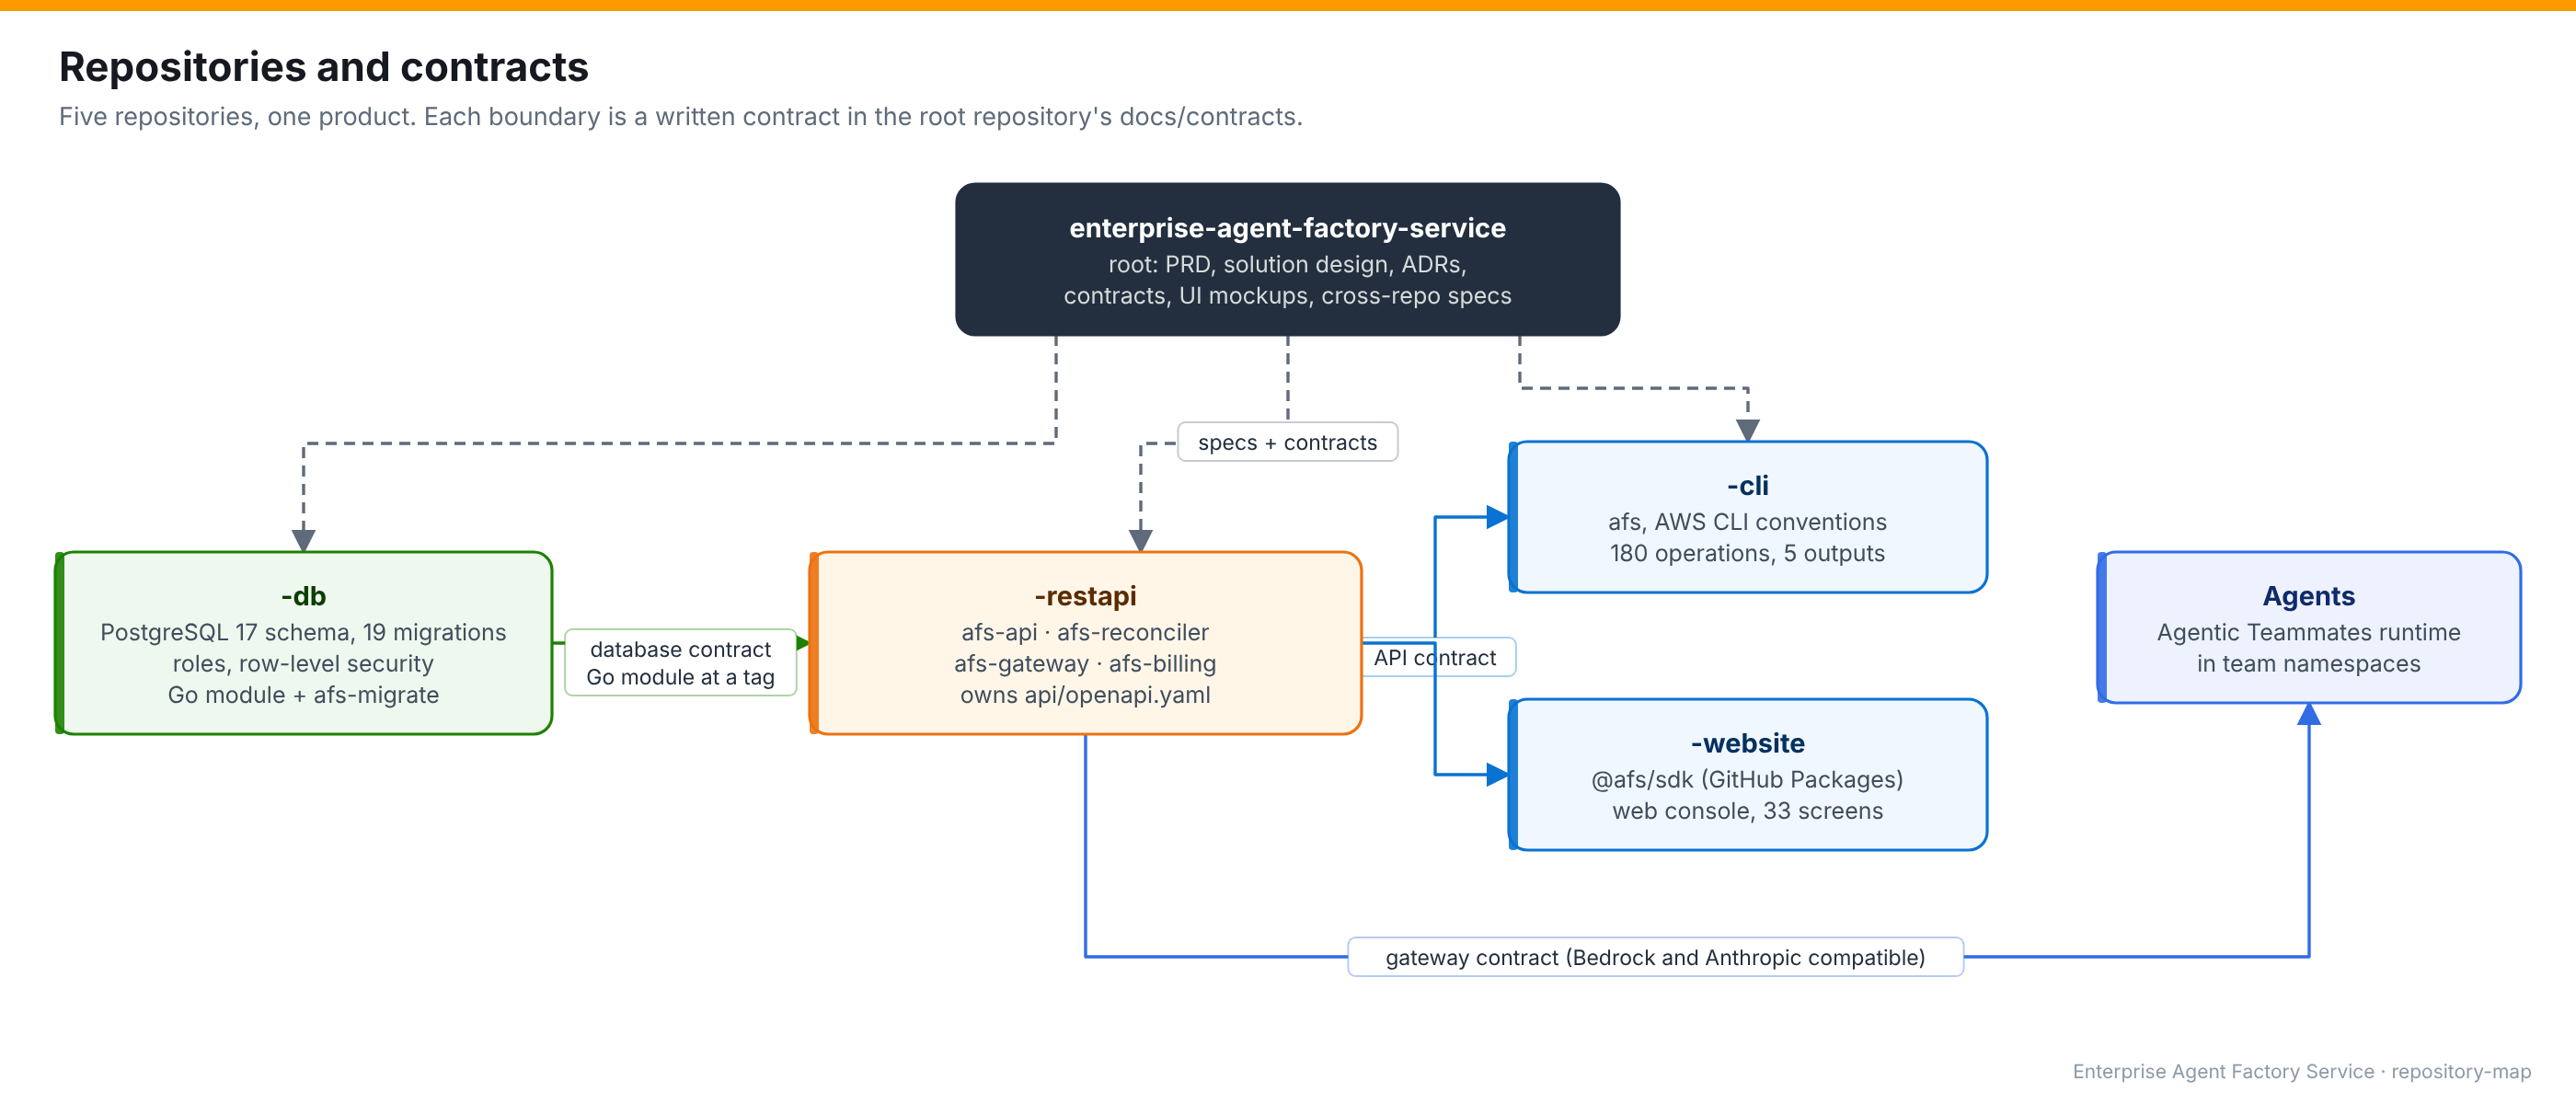 Repositories and contracts
Five repositories, one product. Each boundary is a written contract in the root repository's docs/contracts.
enterprise-agent-factory-service
root: PRD, solution design, ADRs,
contracts, UI mockups, cross-repo specs
specs + contracts
-cli
afs, AWS CLI conventions
180 operations, 5 outputs
-db
PostgreSQL 17 schema, 19 migrations
roles, row-level security
Go module + afs-migrate
database contract
Go module at a tag
-restapi
afs-api · afs-reconciler
afs-gateway · afs-billing
owns api/openapi.yaml
API contract
Agents
Agentic Teammates runtime
in team namespaces
-website
@afs/sdk (GitHub Packages)
web console, 33 screens
gateway contract (Bedrock and Anthropic compatible)
Enterprise Agent Factory Service · repository-map